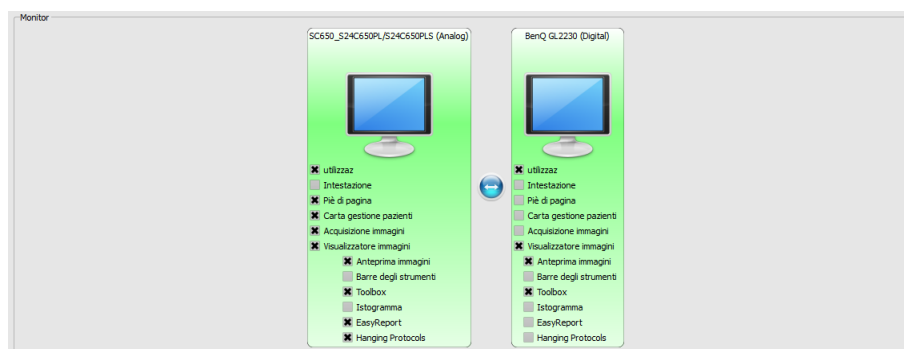 Monitor
SC650_S24C650PL/S24C650PLS (Analog)
utilizzaz
Intestazione
Piè di pagina
Carta gestione pazienti
Acquisizione immagini
Visualizzatore immagini
Anteprima immagini
Barre degli strumenti
Toolbox
Istogramma
EasyReport
Hanging Protocols
BenQ GL2230 (Digital)
utilizzaz
Intestazione
Piè di pagina
Carta gestione pazienti
Acquisizione immagini
Visualizzatore immagini
Anteprima immagini
Barre degli strumenti
Toolbox
Istogramma
EasyReport
Hanging Protocols